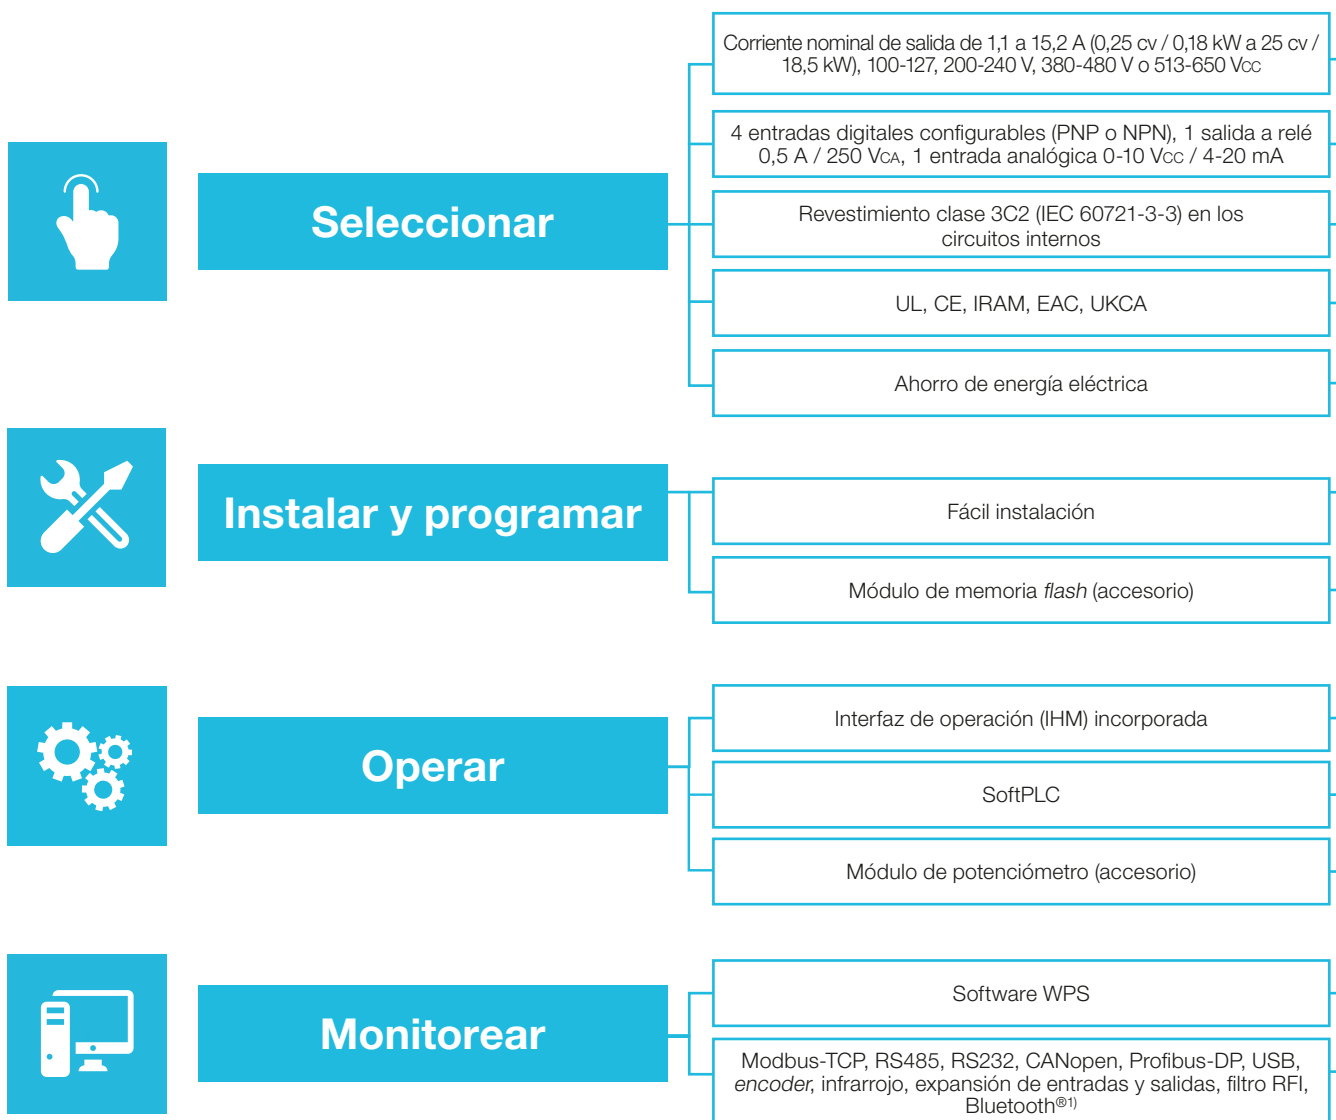 Seleccionar
Corriente nominal de salida de 1,1 a 15,2 A (0,25 cv / 0,18 kW a 25 cv /
18,5 kW), 100-127, 200-240 V, 380-480 V o 513-650 Vcc
4 entradas digitales configurables (PNP o NPN), 1 salida a relé
0,5 A / 250 VCA, 1 entrada analógica 0-10 Vcc / 4-20 mA
Revestimiento clase 3C2 (IEC 60721-3-3) en los
circuitos internos
UL, CE, IRAM, EAC, UKCA
Ahorro de energía eléctrica
Instalar y programar
Fácil instalación
Módulo de memoria flash (accesorio)
Operar
Interfaz de operación (IHM) incorporada
SoftPLC
Módulo de potenciómetro (accesorio)
Monitorear
Software WPS
Modbus-TCP, RS485, RS232, CANopen, Profibus-DP, USB,
encoder, infrarrojo, expansión de entradas y salidas, filtro RFI,
Bluetooth®1)